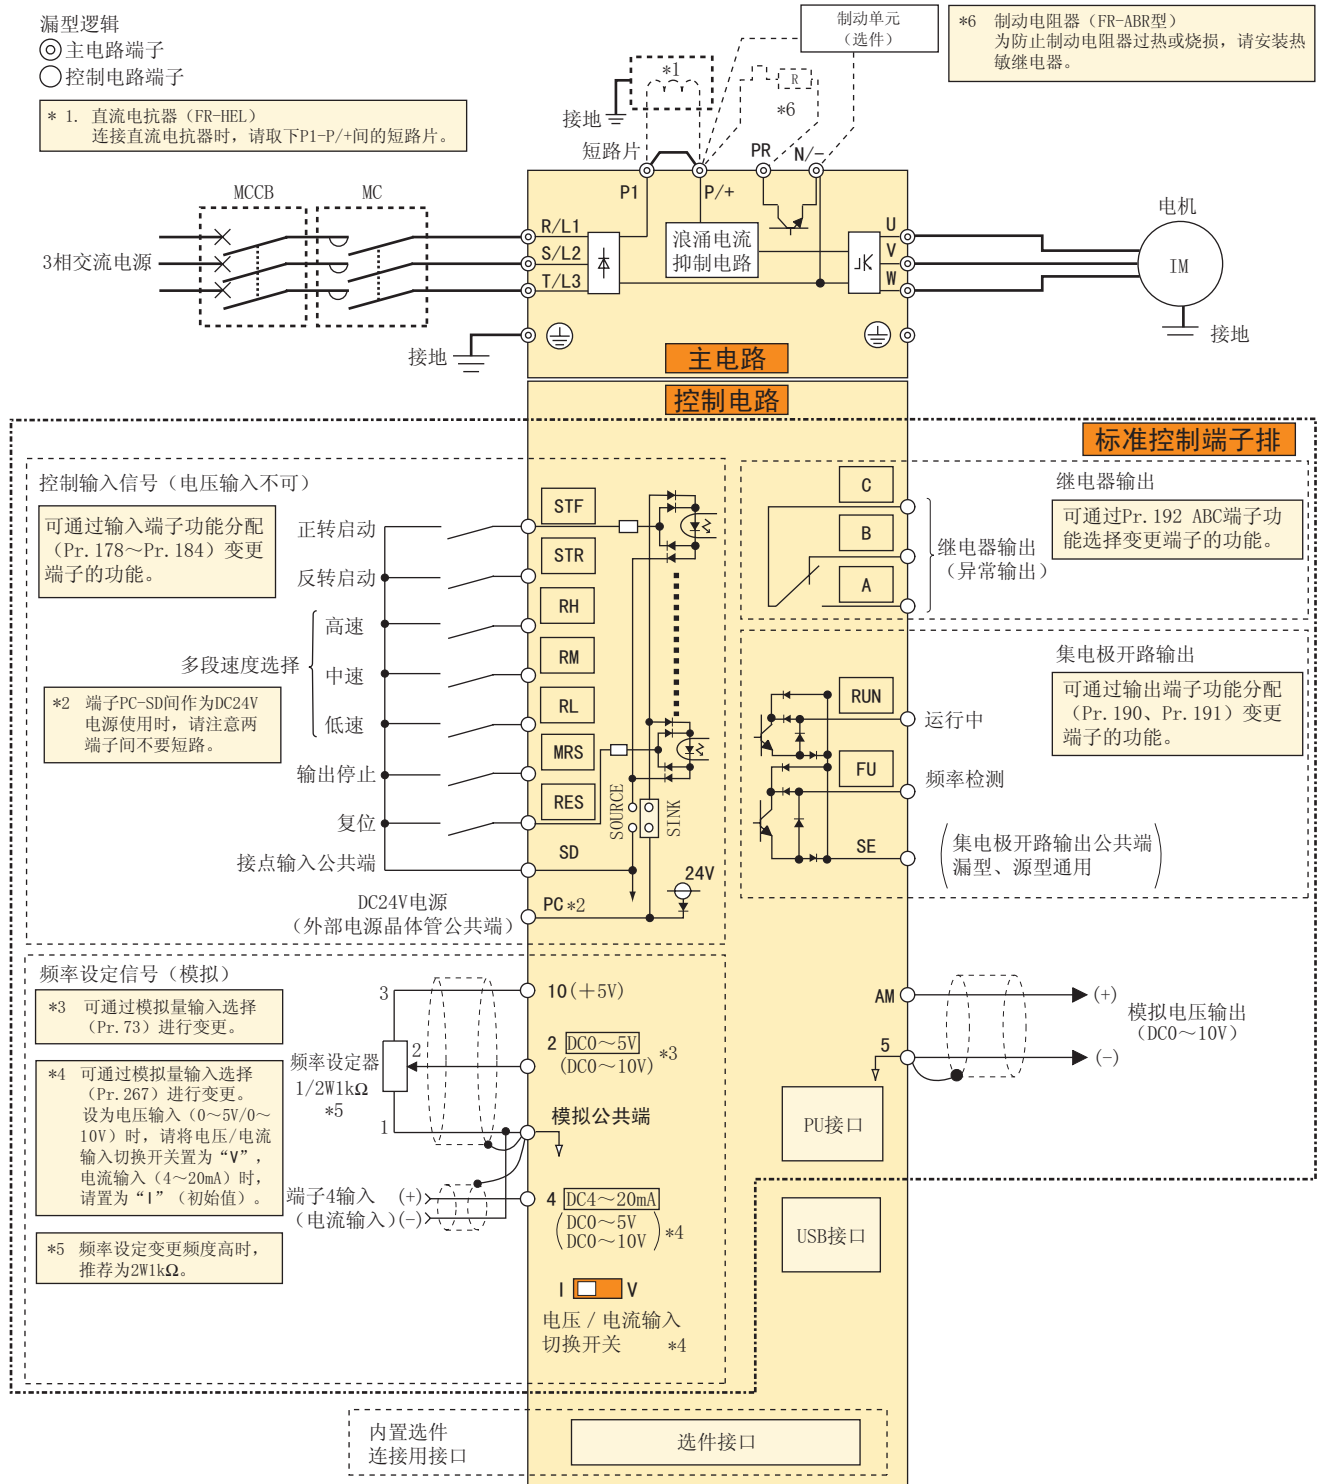 漏型逻辑
主电路端子
控制电路端子
* 1. 直流电抗器（FR-HEL）
连接直流电抗器时，请取下P1-P/+间的短路片。
制动单元
（选件）
*6 制动电阻器（FR-ABR型）
为防止制动电阻器过热或烧损，请安装热
敏继电器。
*1
R
*6
接地
短路片
PR
N/-
P1
P/+
MCCB
MC
R/L1
S/L2
T/L3
3相交流电源
浪涌电流
抑制电路
U
V
W
电机
IM
接地
接地
主电路
控制电路
标准控制端子排
控制输入信号（电压输入不可）
可通过输入端子功能分配
（Pr.178～Pr.184）变更
端子的功能。
正转启动
STF
反转启动
STR
高速
RH
多段速度选择
中速
RM
低速
RL
*2 端子PC-SD间作为DC24V
电源使用时，请注意两
端子间不要短路。
输出停止
MRS
复位
RES
SOURCE
SINK
接点输入公共端
SD
24V
DC24V电源
（外部电源晶体管公共端）
PC *2
C
B
A
继电器输出
可通过Pr.192 ABC端子功
能选择变更端子的功能。
继电器输出
（异常输出）
集电极开路输出
可通过输出端子功能分配
（Pr.190、Pr.191）变更
端子的功能。
RUN
运行中
FU
频率检测
SE
集电极开路输出公共端
漏型、源型通用
频率设定信号（模拟）
*3 可通过模拟量输入选择
（Pr.73）进行变更。
*4 可通过模拟量输入选择
（Pr.267）进行变更。
设为电压输入（0～5V/0～
10V）时，请将电压/电流
输入切换开关置为“V”，
电流输入（4～20mA）时，
请置为“I”（初始值）。
*5 频率设定变更频度高时，
推荐为2W1kΩ。
3
2
1
频率设定器
1/2W1kΩ
*5
10(＋5V)
2 DC0～5V
(DC0～10V)
*3
模拟公共端
端子4输入 (+)
（电流输入）(-)
4 DC4～20mA
DC0～5V
DC0～10V
*4
I
V
电压 / 电流输入
切换开关 *4
AM
(+)
模拟电压输出
（DC0～10V）
5
(-)
PU接口
USB接口
内置选件
连接用接口
选件接口